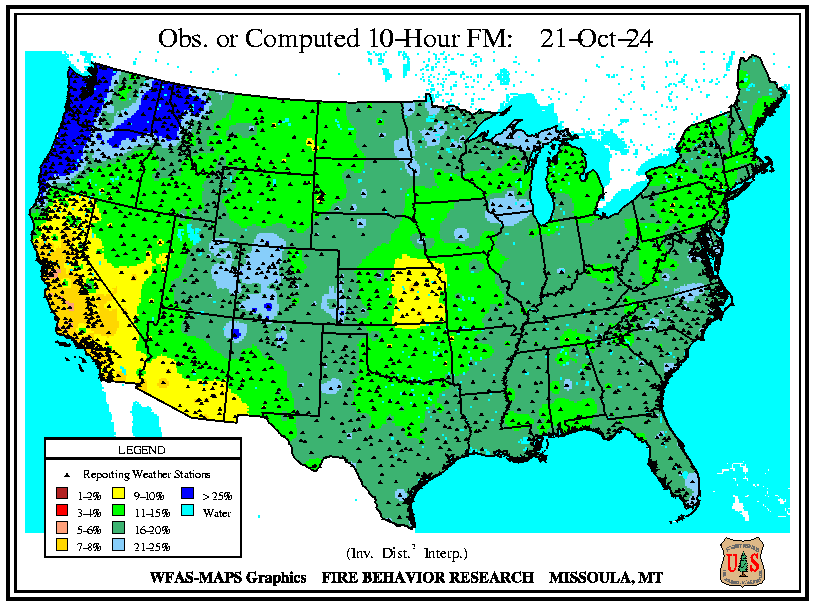 Obs. or Computed 10-Hour FM: 21-Oct-24
LEGEND
Reporting Weather Stations
1-2% 9-10% > 25%
3-4% 11-15% Water
5-6% 16-20%
7-8% 21-25%
(Inv. Dist.² Interp.)
WFAS-MAPS Graphics FIRE BEHAVIOR RESEARCH MISSOULA, MT
U S